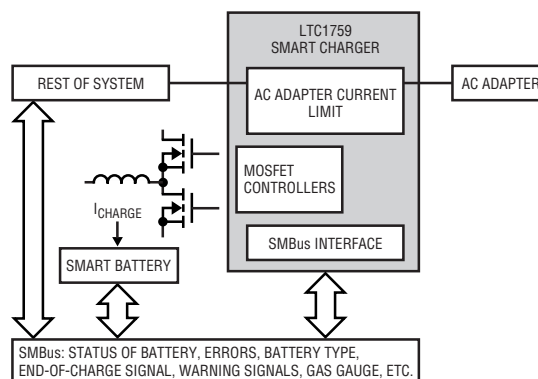 LTC1759
SMART CHARGER
REST OF SYSTEM
AC ADAPTER CURRENT
LIMIT
AC ADAPTER
MOSFET
CONTROLLERS
ICHARGE
SMBus INTERFACE
SMART BATTERY
SMBus: STATUS OF BATTERY, ERRORS, BATTERY TYPE,
END-OF-CHARGE SIGNAL, WARNING SIGNALS, GAS GAUGE, ETC.